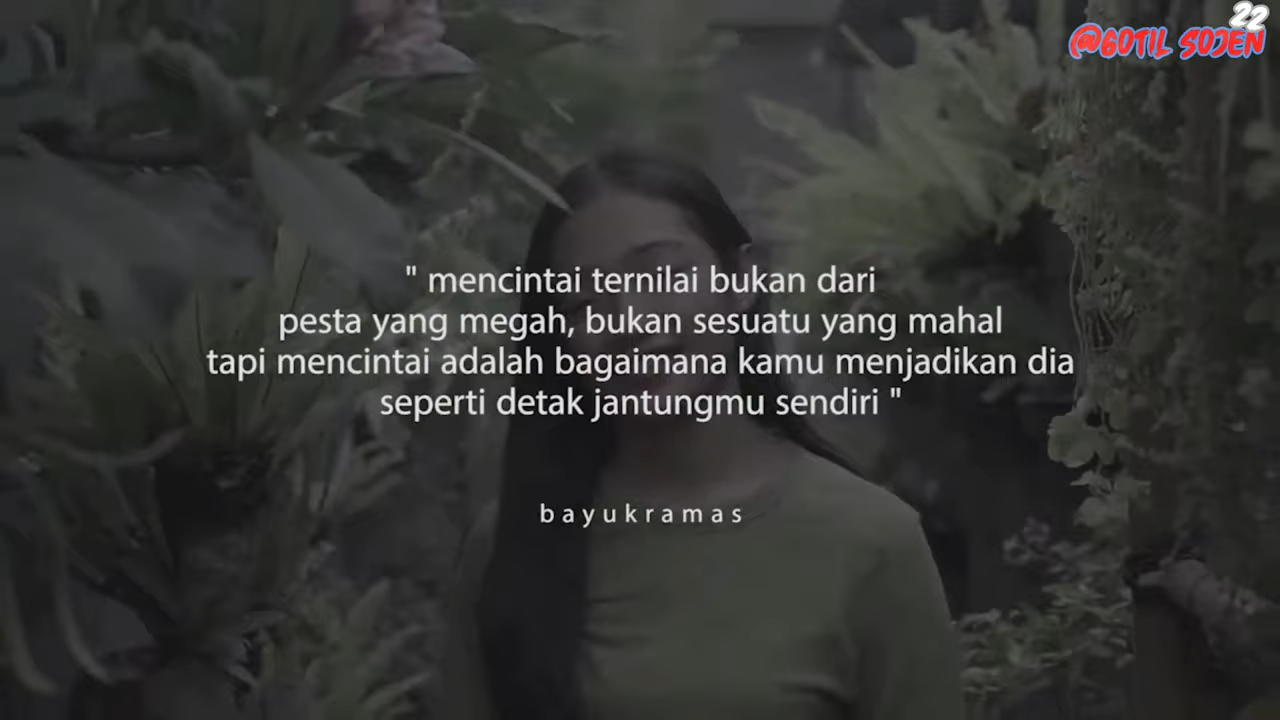 22
@GOTIL SOJEN
" mencintai ternilai bukan dari
pesta yang megah, bukan sesuatu yang mahal
tapi mencintai adalah bagaimana kamu menjadikan dia
seperti detak jantungmu sendiri "
bayukramas